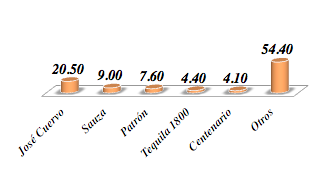 54.40
20.50 9.00 7.60 4.40 4.10
José Cuervo
Sauza
Patrón
Tequila 1800
Centenario
Otros